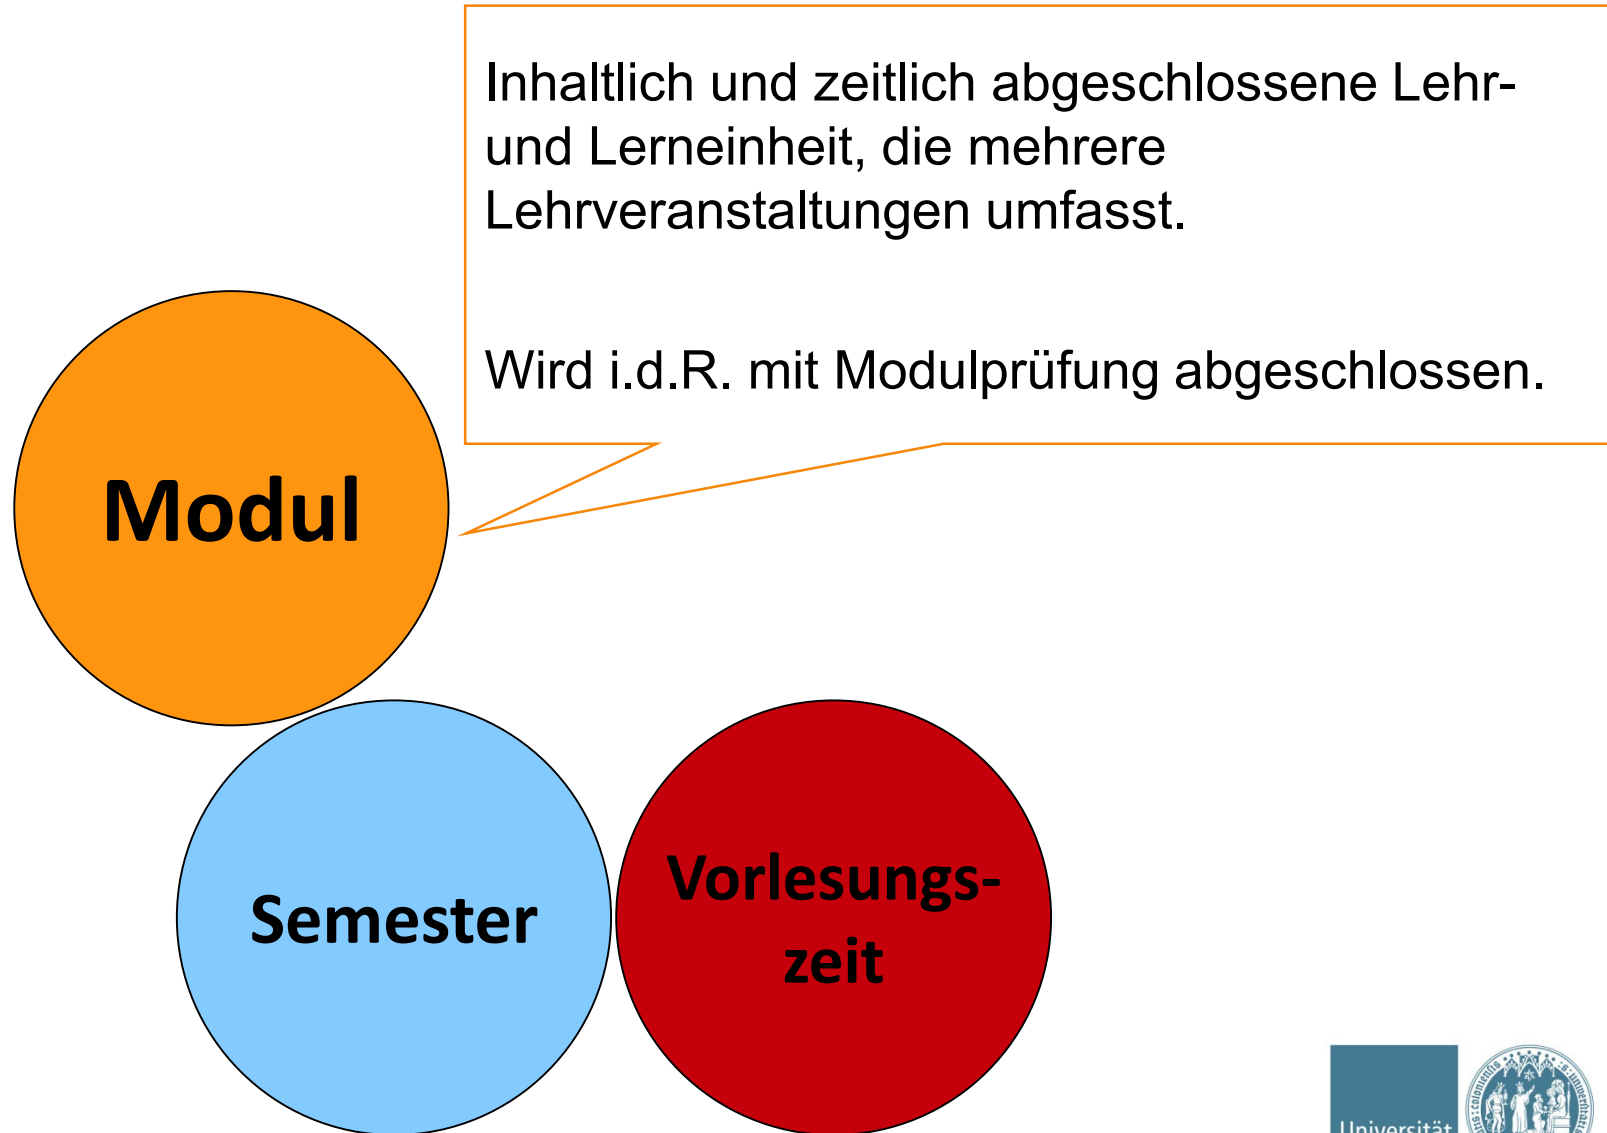 Inhaltlich und zeitlich abgeschlossene Lehr-
und Lerneinheit, die mehrere
Lehrveranstaltungen umfasst.
Wird i.d.R. mit Modulprüfung abgeschlossen.
Modul
Semester
Vorlesungs-
zeit
Universität